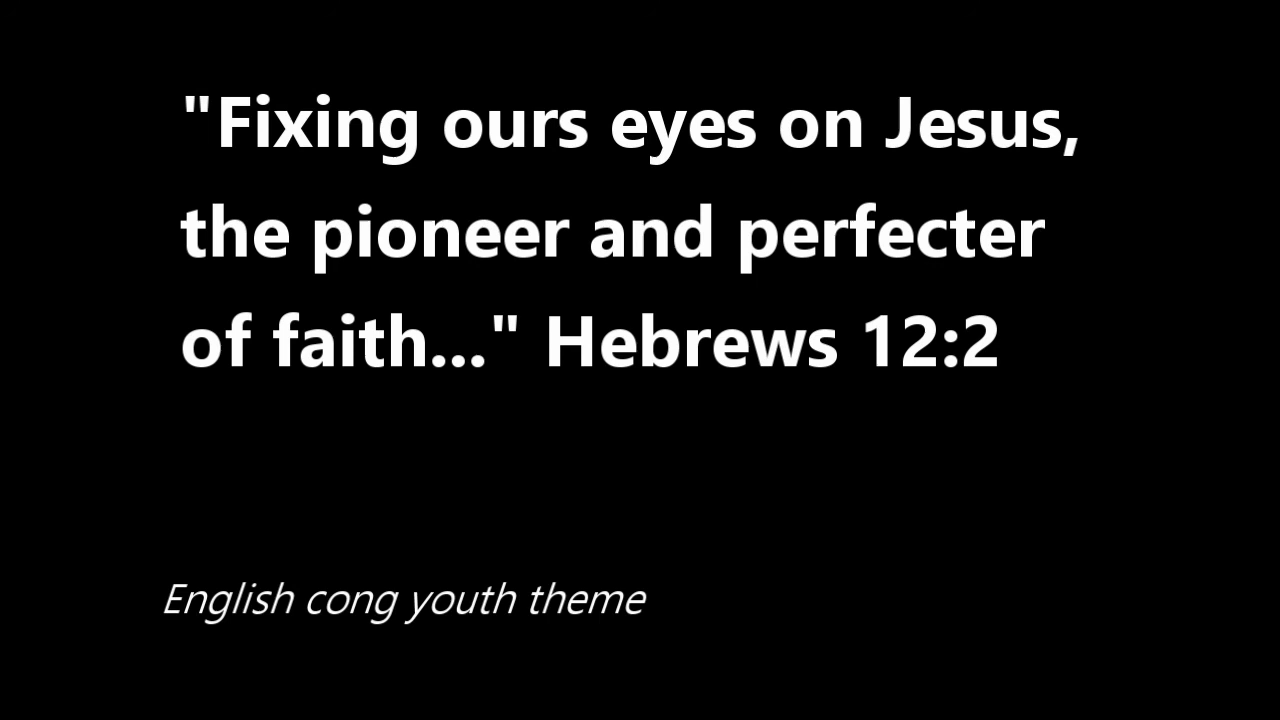 "Fixing ours eyes on Jesus,
the pioneer and perfecter
of faith..." Hebrews 12:2
English cong youth theme